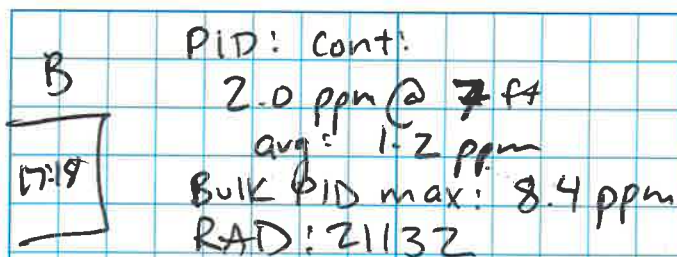 PID: Cont:
B
2.0 ppm @ 7 ft
avg: 1.2 ppm
17:18
Bulk PID max: 8.4 ppm
RAD: 21132